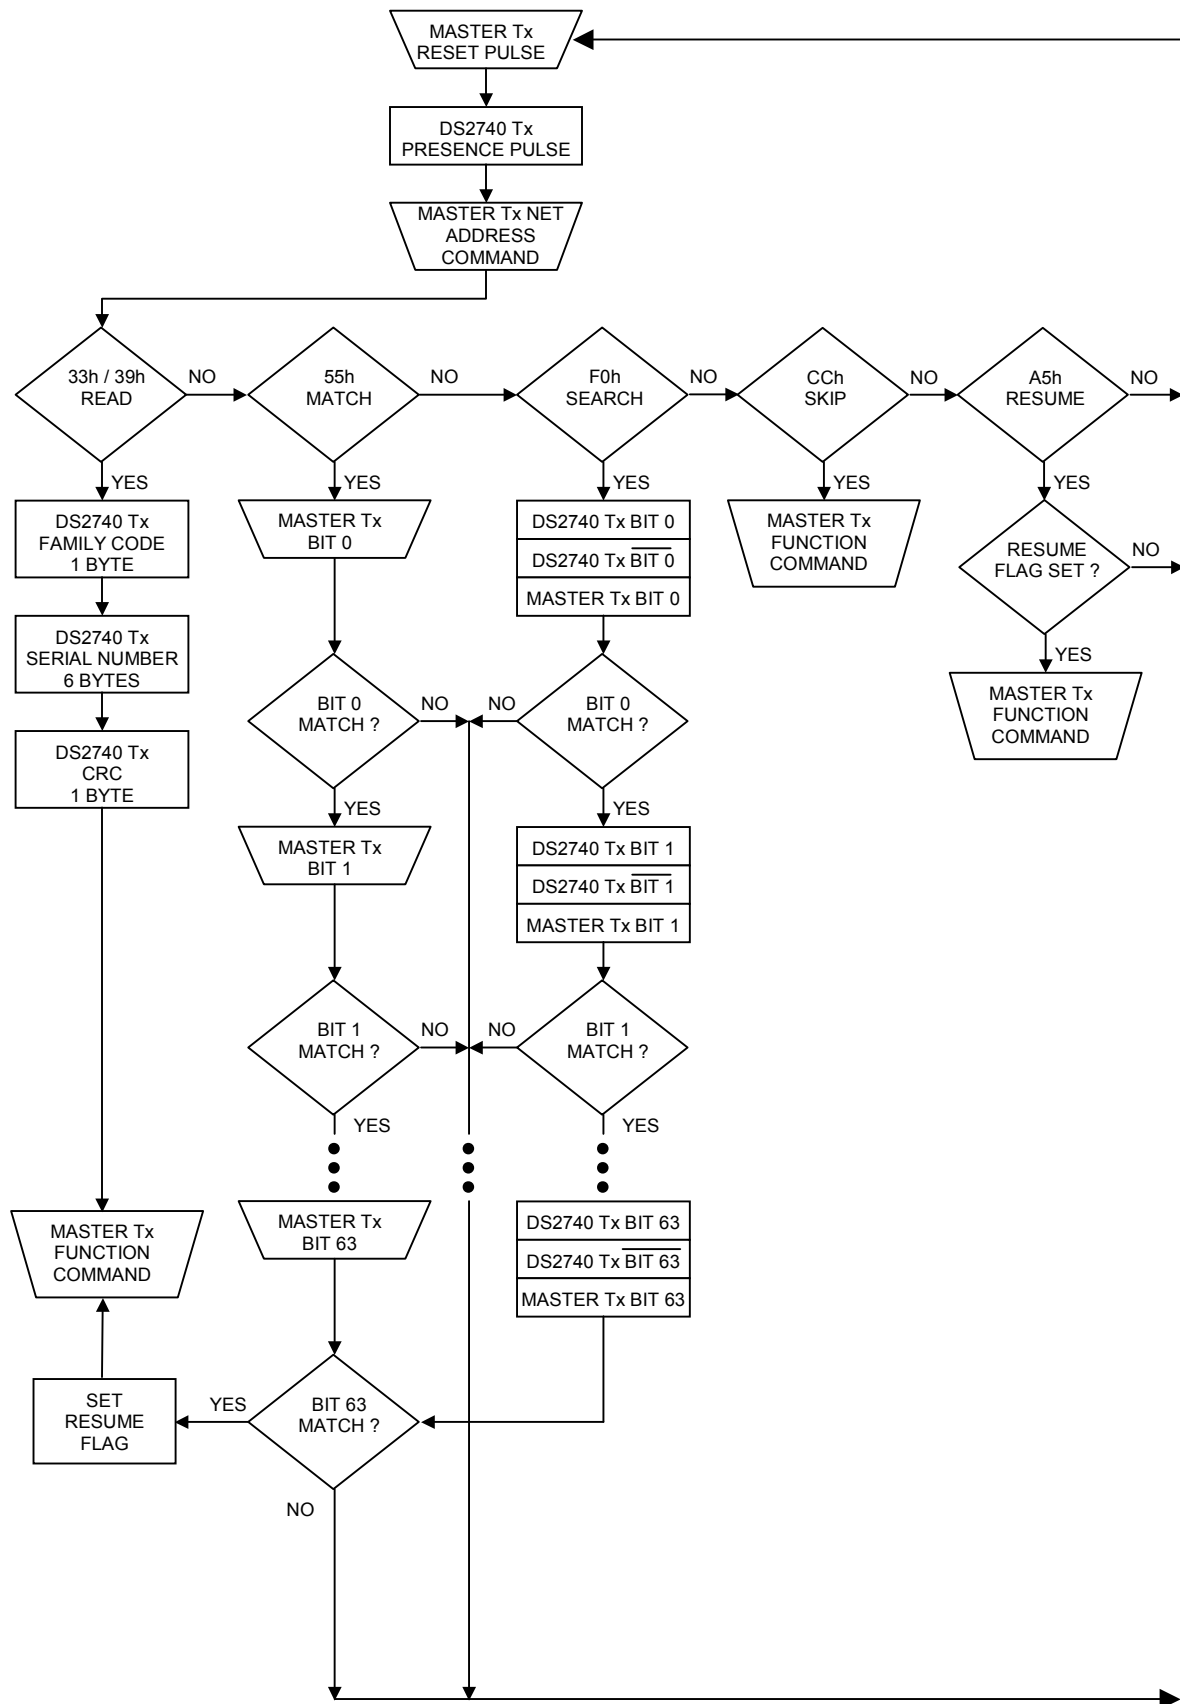 MASTER Tx
RESET PULSE
DS2740 Tx
PRESENCE PULSE
MASTER Tx NET
ADDRESS
COMMAND
33h / 39h
READ
NO
55h
MATCH
NO
F0h
SEARCH
NO
CCh
SKIP
NO
A5h
RESUME
NO
YES
YES
YES
YES
YES
DS2740 Tx
FAMILY CODE
1 BYTE
DS2740 Tx
SERIAL NUMBER
6 BYTES
DS2740 Tx
CRC
1 BYTE
MASTER Tx
BIT 0
BIT 0
MATCH ?
NO
YES
MASTER Tx
BIT 1
BIT 1
MATCH ?
NO
YES
MASTER Tx
BIT 63
DS2740 Tx BIT 0
DS2740 Tx BIT 0
MASTER Tx BIT 0
NO
BIT 0
MATCH ?
YES
DS2740 Tx BIT 1
DS2740 Tx BIT 1
MASTER Tx BIT 1
NO
BIT 1
MATCH ?
YES
DS2740 Tx BIT 63
DS2740 Tx BIT 63
MASTER Tx BIT 63
MASTER Tx
FUNCTION
COMMAND
RESUME
FLAG SET ?
NO
YES
MASTER Tx
FUNCTION
COMMAND
MASTER Tx
FUNCTION
COMMAND
SET
RESUME
FLAG
YES
BIT 63
MATCH ?
NO